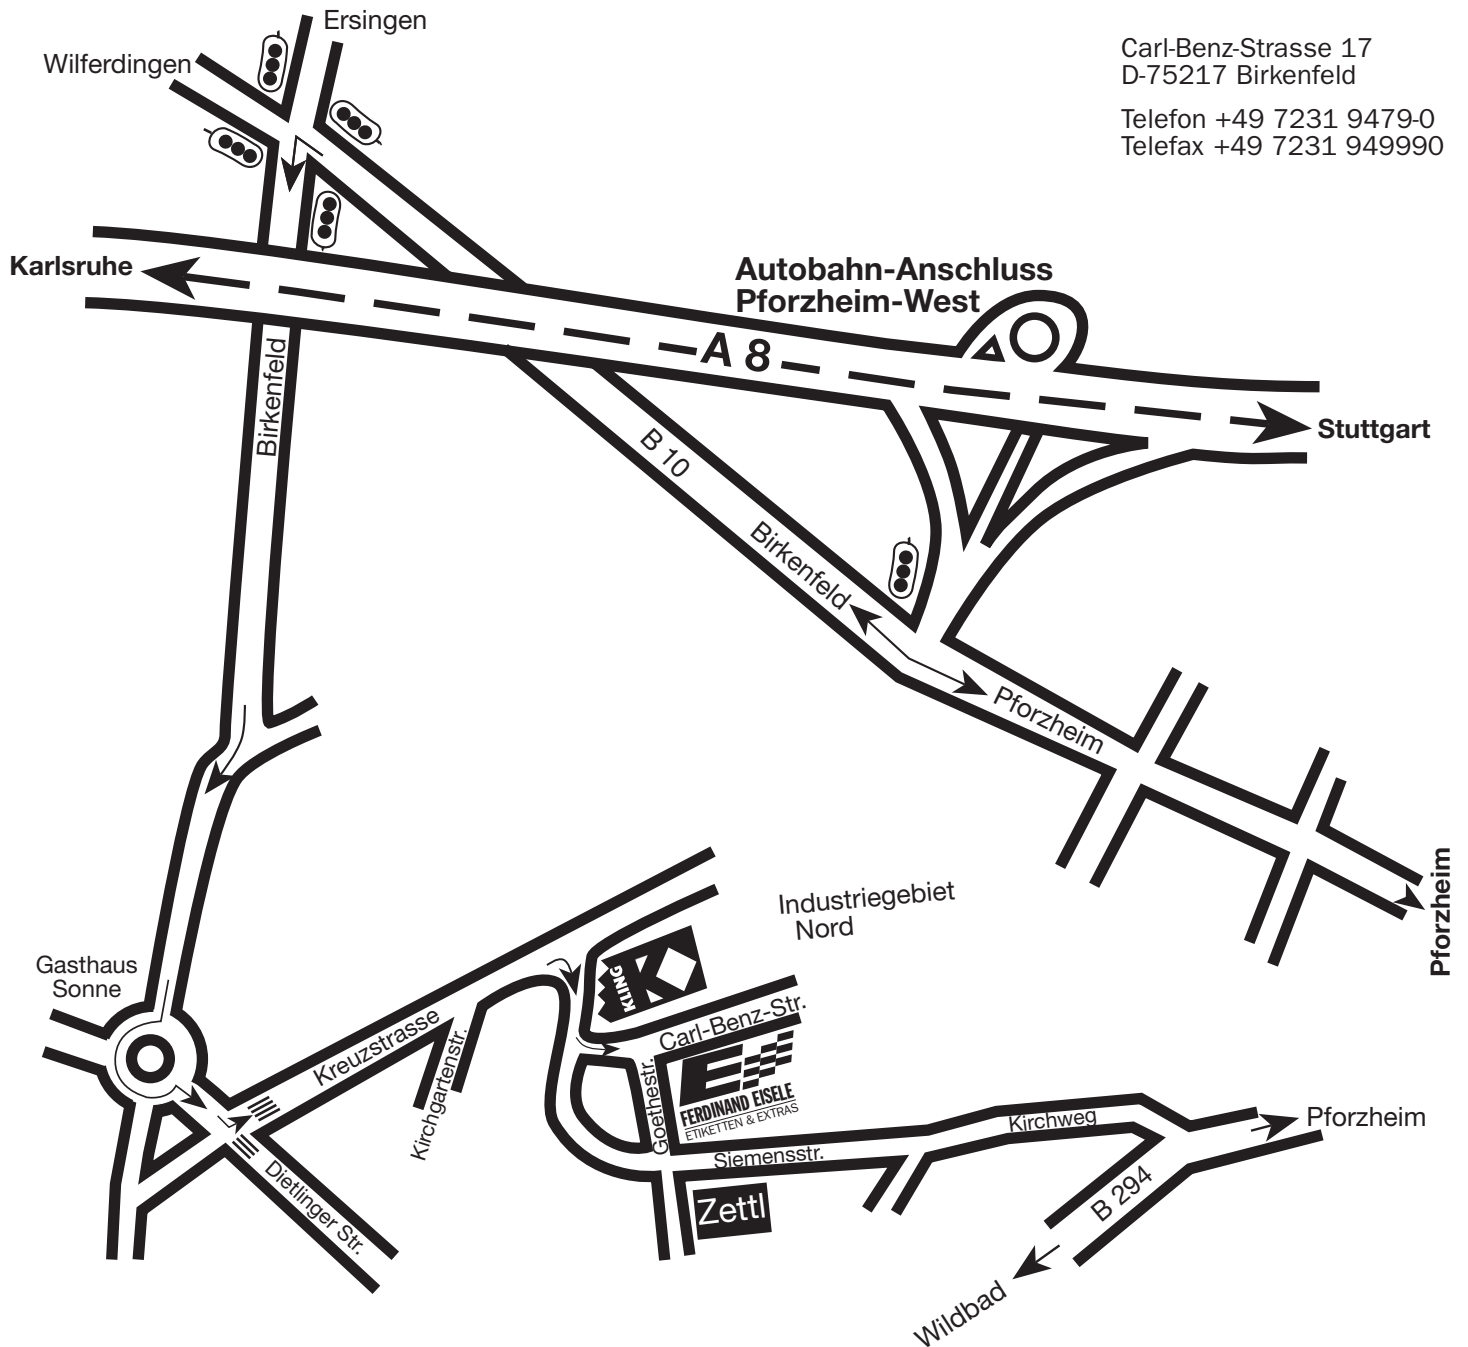 Ersingen
Wilferdingen
Carl-Benz-Strasse 17
D-75217 Birkenfeld
Telefon +49 7231 9479-0
Telefax +49 7231 949990
Karlsruhe
Autobahn-Anschluss
Pforzheim-West
A 8
Stuttgart
Birkenfeld
B 10
Birkenfeld
Pforzheim
Pforzheim
Industriegebiet
Nord
Gasthaus
Sonne
KLING
K
Carl-Benz-Str.
Kreuzstrasse
Kirchgartenstr.
Goethestr.
E
FERDINAND EISELE
ETIKETTEN & EXTRAS
Kirchweg
Pforzheim
Siemensstr.
Dietlinger Str.
Zettl
B 294
Wildbad